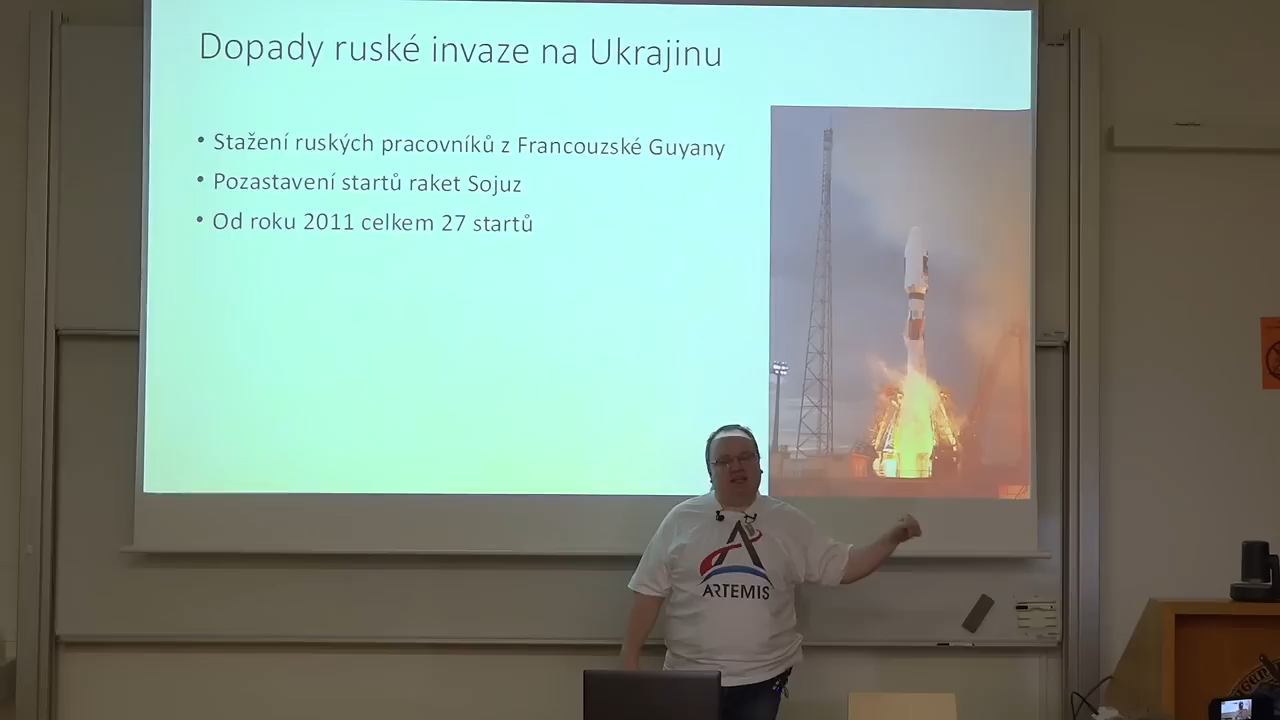 Dopady ruské invaze na Ukrajinu
• Stažení ruských pracovníků z Francouzské Guyany
• Pozastavení startů raket Sojuz
• Od roku 2011 celkem 27 startů
ARTEMIS